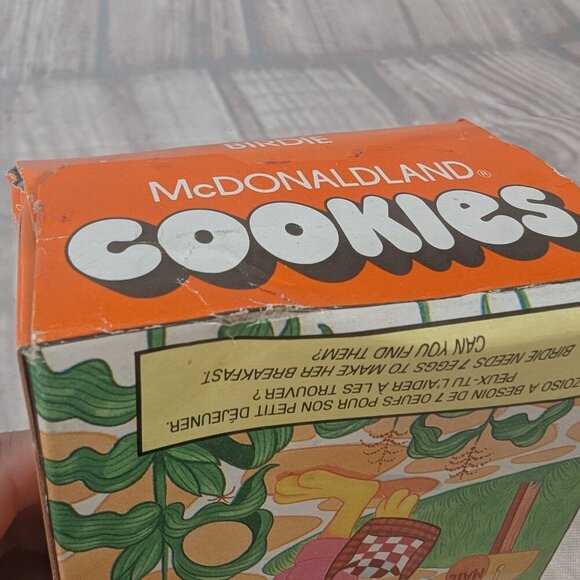 BIRDIE
McDONALDLAND®
COOKIES
BIRDIE NEEDS 7 EGGS TO MAKE HER BREAKFAST.
CAN YOU FIND THEM?
ZOISO A BESOIN DE 7 OEUFS POUR SON PETIT DÉJEUNER.
PEUX-TU L'AIDER À LES TROUVER?